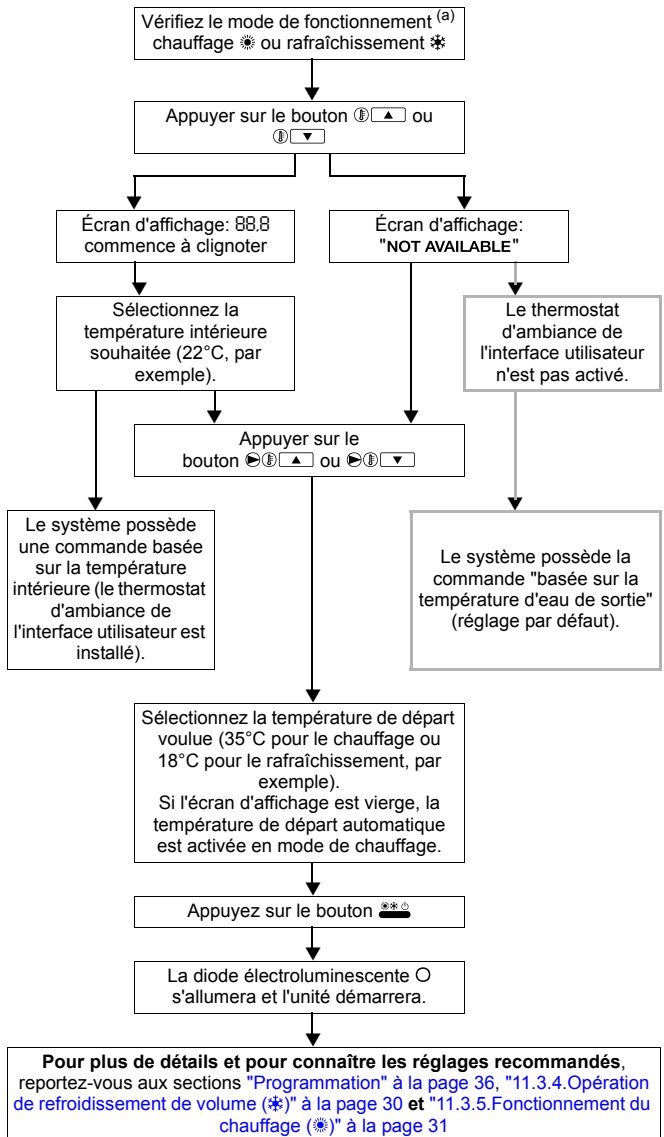 Vérifiez le mode de fonctionnement (a)
chauffage ☀ ou rafraîchissement ❄
Appuyer sur le bouton ▲ ou
▼
Écran d'affichage: 88.8
commence à clignoter
Écran d'affichage:
"NOT AVAILABLE"
Sélectionnez la
température intérieure
souhaitée (22°C, par
exemple).
Le thermostat
d'ambiance de
l'interface utilisateur
n'est pas activé.
Appuyer sur le
bouton ▲ ou ▼
Le système possède
une commande basée
sur la température
intérieure (le thermostat
d'ambiance de
l'interface utilisateur est
installé).
Le système possède la
commande "basée sur la
température d'eau de sortie"
(réglage par défaut).
Sélectionnez la température de départ
voulue (35°C pour le chauffage ou
18°C pour le rafraîchissement, par
exemple).
Si l'écran d'affichage est vierge, la
température de départ automatique
est activée en mode de chauffage.
Appuyez sur le bouton
La diode électroluminescente O
s'allumera et l'unité démarrera.
Pour plus de détails et pour connaître les réglages recommandés,
reportez-vous aux sections "Programmation" à la page 36, "11.3.4.Opération
de refroidissement de volume (❄)" à la page 30 et "11.3.5.Fonctionnement du
chauffage (☀)" à la page 31